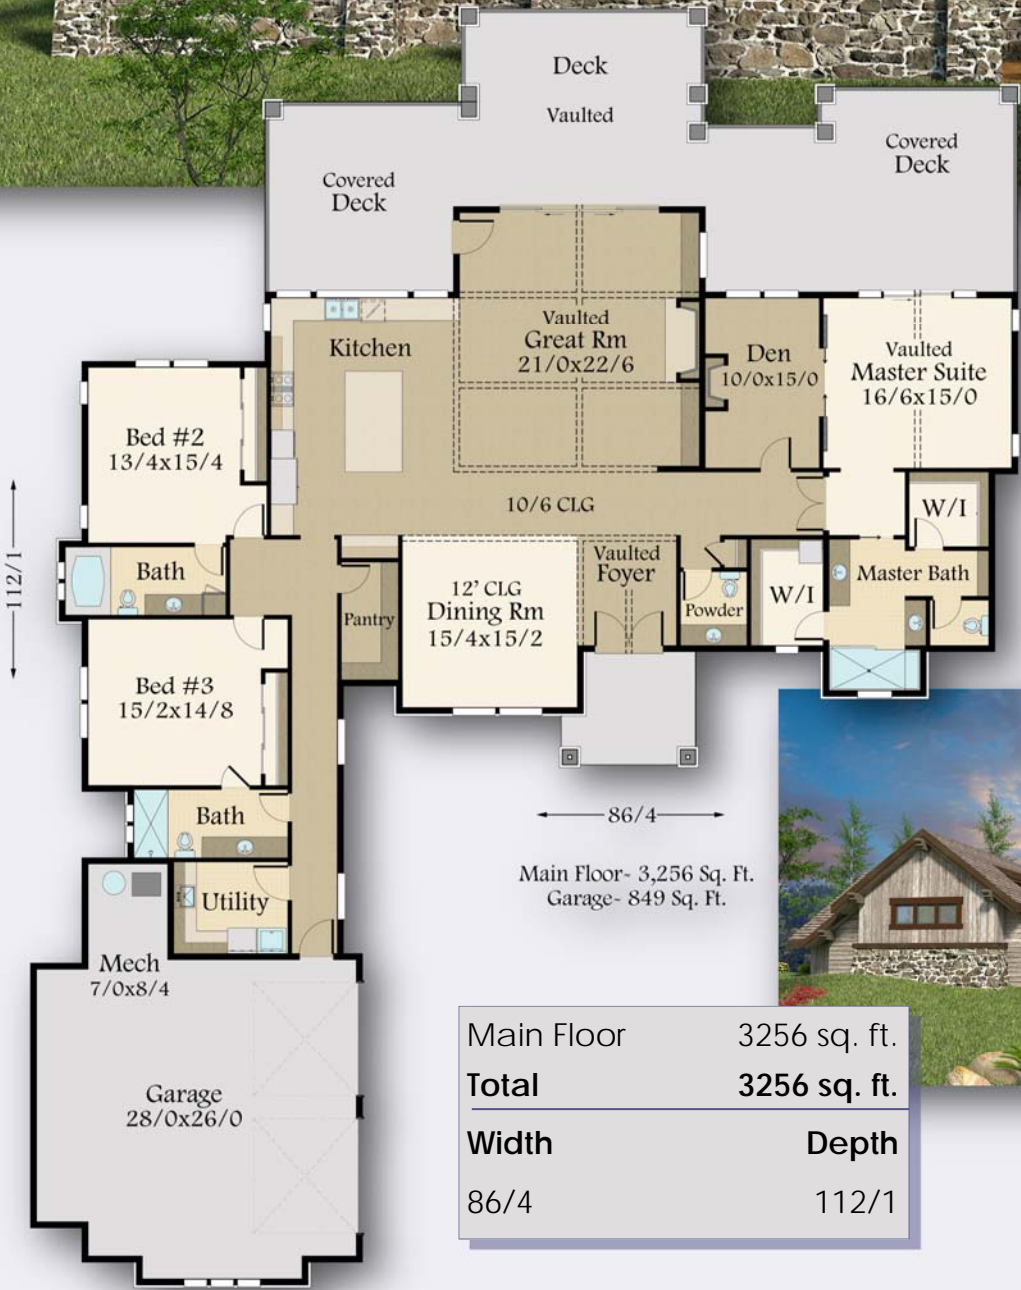 Deck
Vaulted
Covered
Deck
Covered
Deck
Kitchen
Vaulted
Great Rm
21/0x22/6
Den
10/0x15/0
Vaulted
Master Suite
16/6x15/0
Bed #2
13/4x15/4
10/6 CLG
W/I
112/1
Bath
Pantry
12' CLG
Dining Rm
15/4x15/2
Vaulted
Foyer
Powder
W/I
Master Bath
Bed #3
15/2x14/8
Bath
86/4
Main Floor- 3,256 Sq. Ft.
Garage- 849 Sq. Ft.
Utility
Mech
7/0x8/4
Garage
28/0x26/0
Main Floor 3256 sq. ft.
Total 3256 sq. ft.
Width Depth
86/4 112/1